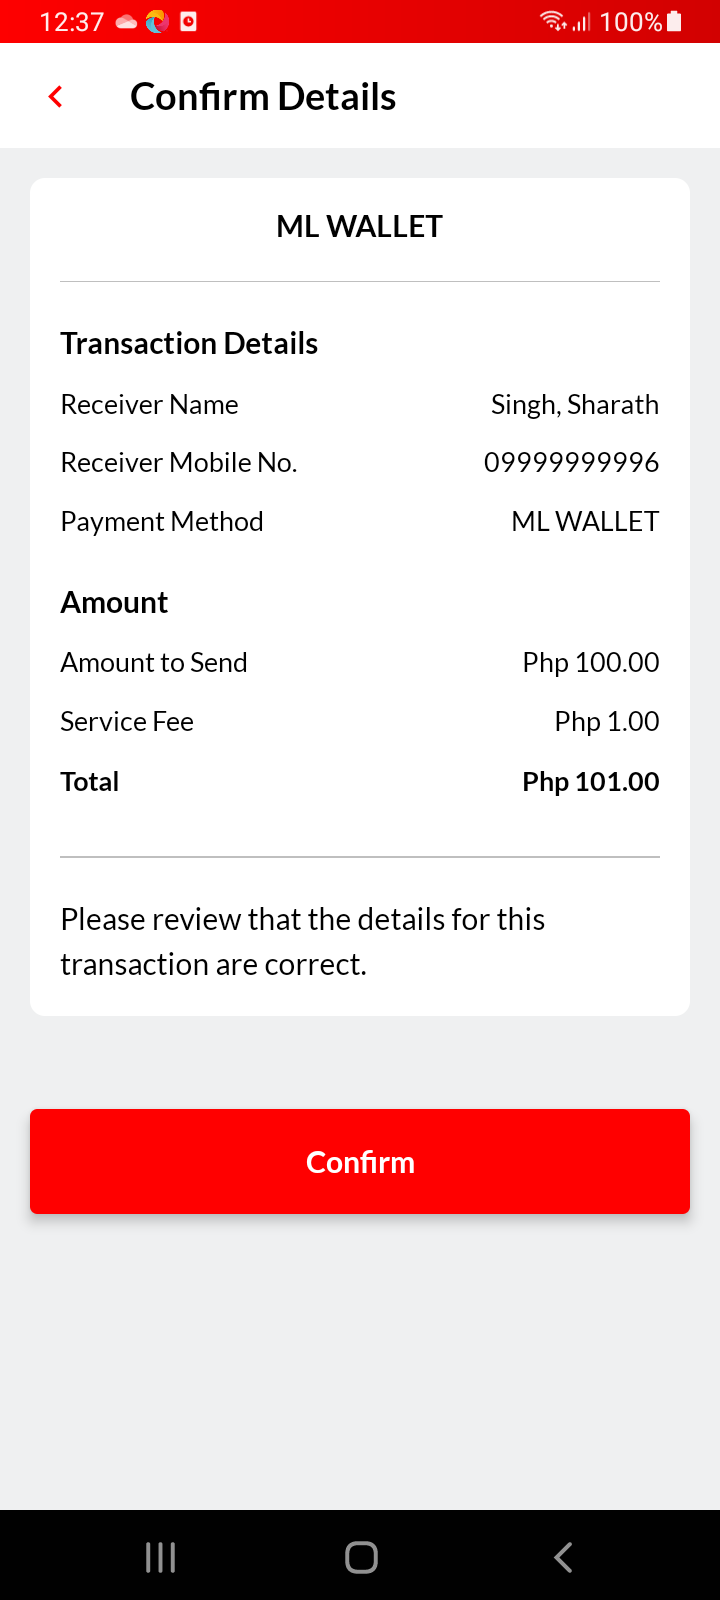 12:37
100%
Confirm Details
ML WALLET
Transaction Details
Receiver Name Singh, Sharath
Receiver Mobile No. 09999999996
Payment Method ML WALLET
Amount
Amount to Send Php 100.00
Service Fee Php 1.00
Total Php 101.00
Please review that the details for this
transaction are correct.
Confirm